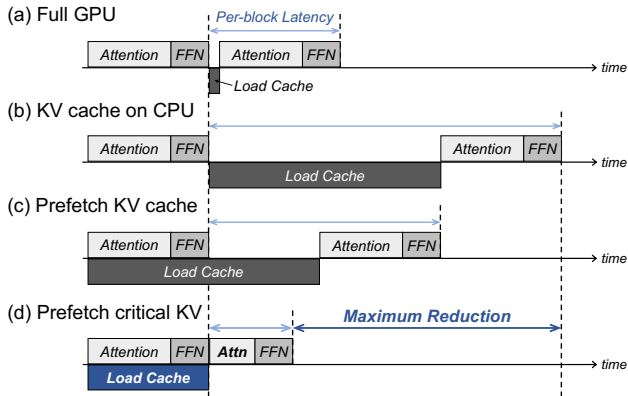 (a) Full GPU
Per-block Latency
Attention FFN Attention FFN
time
Load Cache
(b) KV cache on CPU
Attention FFN Attention FFN
time
Load Cache
(c) Prefetch KV cache
Attention FFN Attention FFN
time
Load Cache
(d) Prefetch critical KV
Maximum Reduction
Attention FFN Attn FFN
time
Load Cache